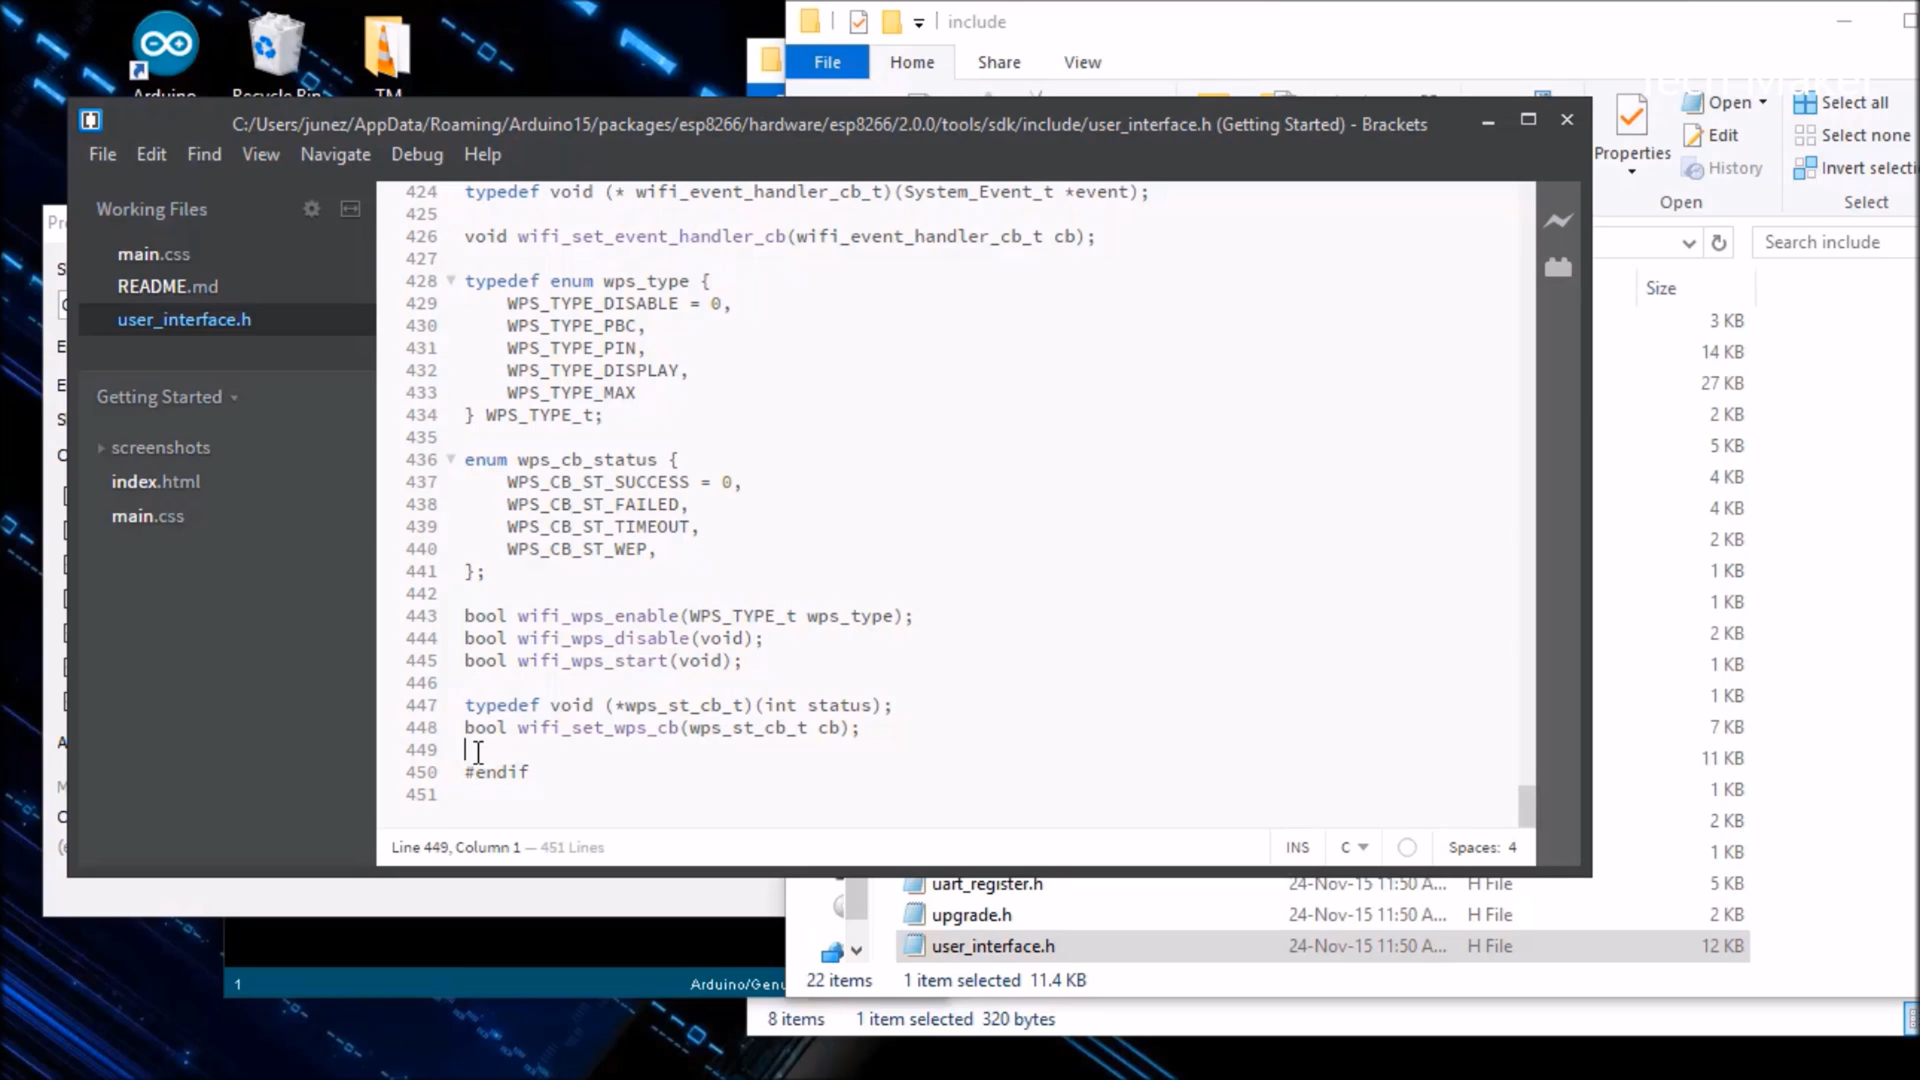 include
File
Home
Share
View
Tech Maker
Arduino
Recycle Bin
TM
Open
Select all
Edit
Select none
Properties
History
Open
Select
Search include
Size
3 KB
14 KB
27 KB
2 KB
5 KB
4 KB
4 KB
2 KB
1 KB
1 KB
2 KB
1 KB
1 KB
7 KB
11 KB
1 KB
2 KB
1 KB
C:/Users/junez/AppData/Roaming/Arduino15/packages/esp8266/hardware/esp8266/2.0.0/tools/sdk/include/user_interface.h (Getting Started) - Brackets
File Edit Find View Navigate Debug Help
Working Files
main.css
README.md
user_interface.h
Getting Started
screenshots
index.html
main.css
424 typedef void (* wifi_event_handler_cb_t)(System_Event_t *event);
425
426 void wifi_set_event_handler_cb(wifi_event_handler_cb_t cb);
427
428 typedef enum wps_type {
429 WPS_TYPE_DISABLE = 0,
430 WPS_TYPE_PBC,
431 WPS_TYPE_PIN,
432 WPS_TYPE_DISPLAY,
433 WPS_TYPE_MAX
434 } WPS_TYPE_t;
435
436 enum wps_cb_status {
437 WPS_CB_ST_SUCCESS = 0,
438 WPS_CB_ST_FAILED,
439 WPS_CB_ST_TIMEOUT,
440 WPS_CB_ST_WEP,
441 };
442
443 bool wifi_wps_enable(WPS_TYPE_t wps_type);
444 bool wifi_wps_disable(void);
445 bool wifi_wps_start(void);
446
447 typedef void (*wps_st_cb_t)(int status);
448 bool wifi_set_wps_cb(wps_st_cb_t cb);
449
450 #endif
451
Line 449, Column 1 — 451 Lines
INS C Spaces: 4
uart_register.h 24-Nov-15 11:50 A... H File 5 KB
upgrade.h 24-Nov-15 11:50 A... H File 2 KB
user_interface.h 24-Nov-15 11:50 A... H File 12 KB
22 items 1 item selected 11.4 KB
8 items 1 item selected 320 bytes
1